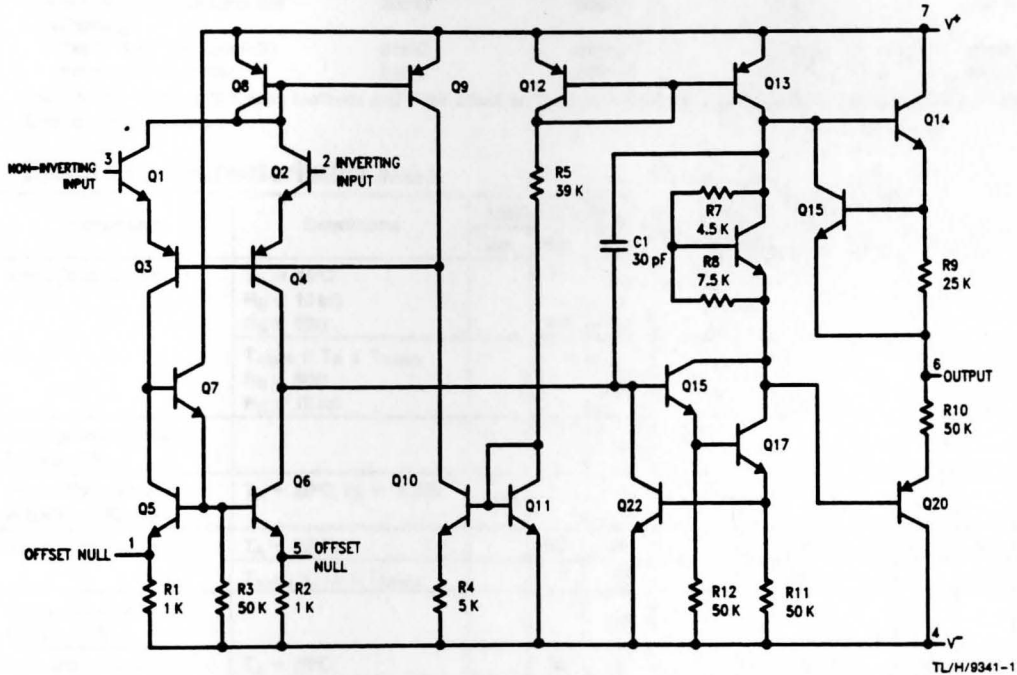 7 V+
Q8
Q9
Q12
Q13
Q14
NON-INVERTING
INPUT
3
Q1
Q2
2 INVERTING
INPUT
R5
39 K
Q15
R7
4.5 K
R8
7.5 K
C1
30 pF
Q3
Q4
R9
25 K
6
OUTPUT
Q7
Q15
R10
50 K
Q17
Q5
Q6
Q10
Q11
Q22
Q20
OFFSET NULL
1
5
OFFSET
NULL
R1
1 K
R3
50 K
R2
1 K
R4
5 K
R12
50 K
R11
50 K
4 V-
TL/H/9341-1